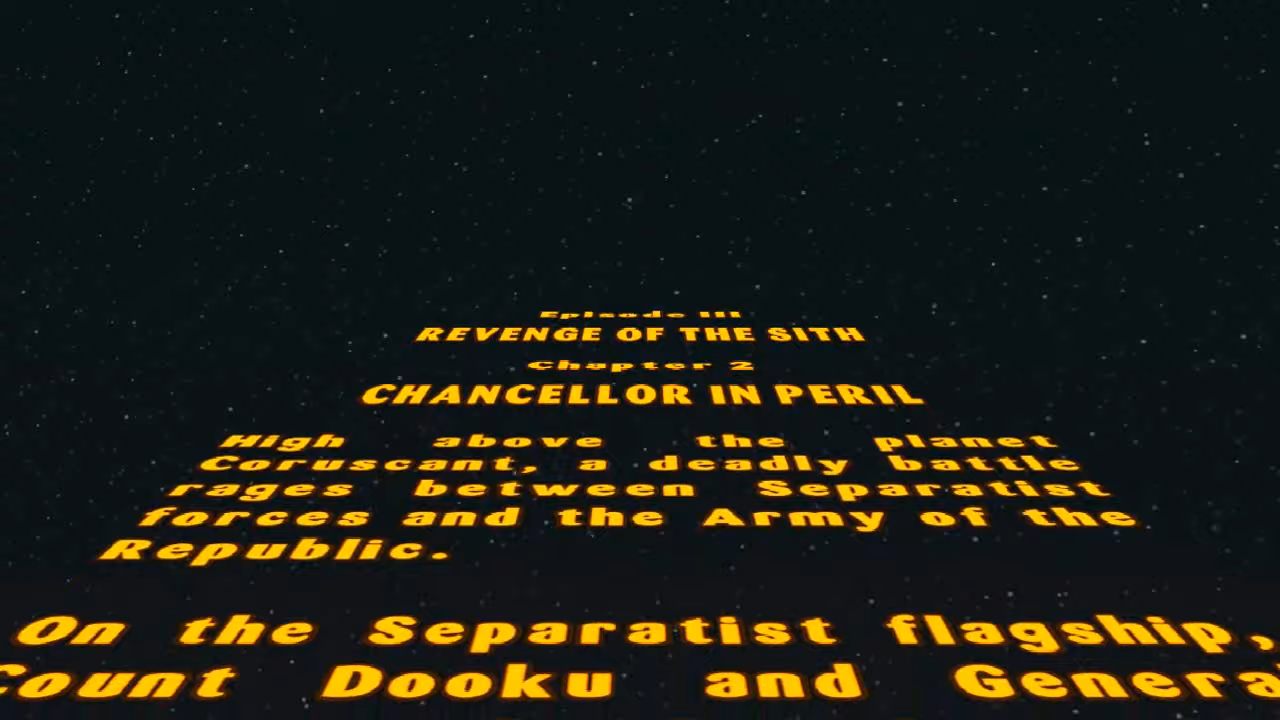 Episode III
REVENGE OF THE SITH
Chapter 2
CHANCELLOR IN PERIL
High above the planet
Coruscant, a deadly battle
rages between Separatist
forces and the Army of the
Republic.
On the Separatist flagship,
Count Dooku and General